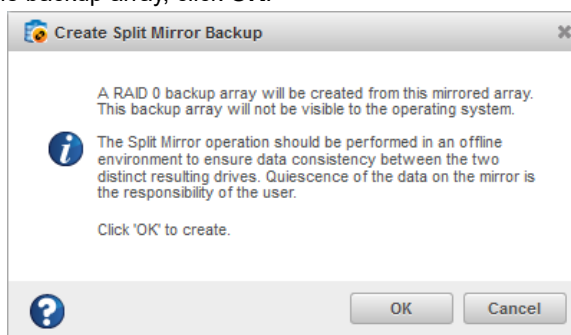 backup array, click
Create Split Mirror Backup
A RAID 0 backup array will be created from this mirrored array.
This backup array will not be visible to the operating system.
The Split Mirror operation should be performed in an offline
environment to ensure data consistency between the two
distinct resulting drives. Quiescence of the data on the mirror is
the responsibility of the user.
Click 'OK' to create.
OK
Cancel